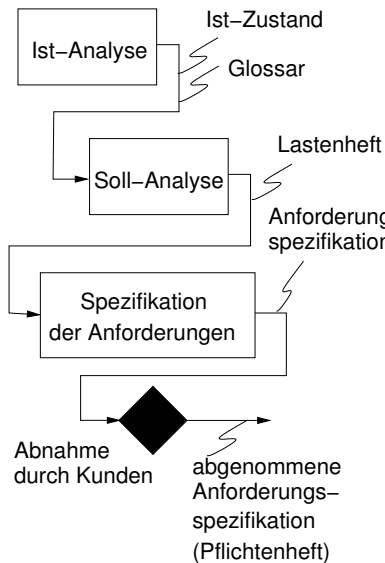 Ist-Zustand
Ist−Analyse
Glossar
Lastenheft
Soll−Analyse
Anforderung
spezifikation
Spezifikation
der Anforderungen
Abnahme
durch Kunden
abgenommene
Anforderungs−
spezifikation
(Pflichtenheft)